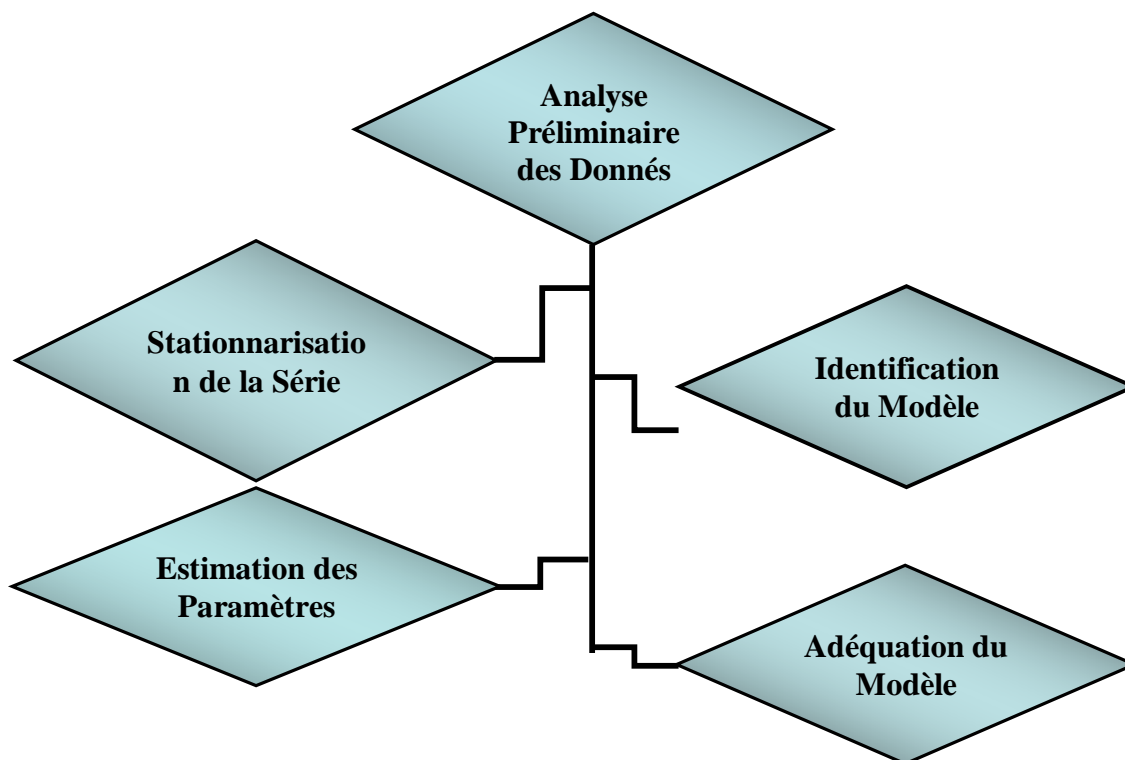 Analyse
Préliminaire
des Donnés
Stationnarisatio
n de la Série
Identification
du Modèle
Estimation des
Paramètres
Adéquation du
Modèle